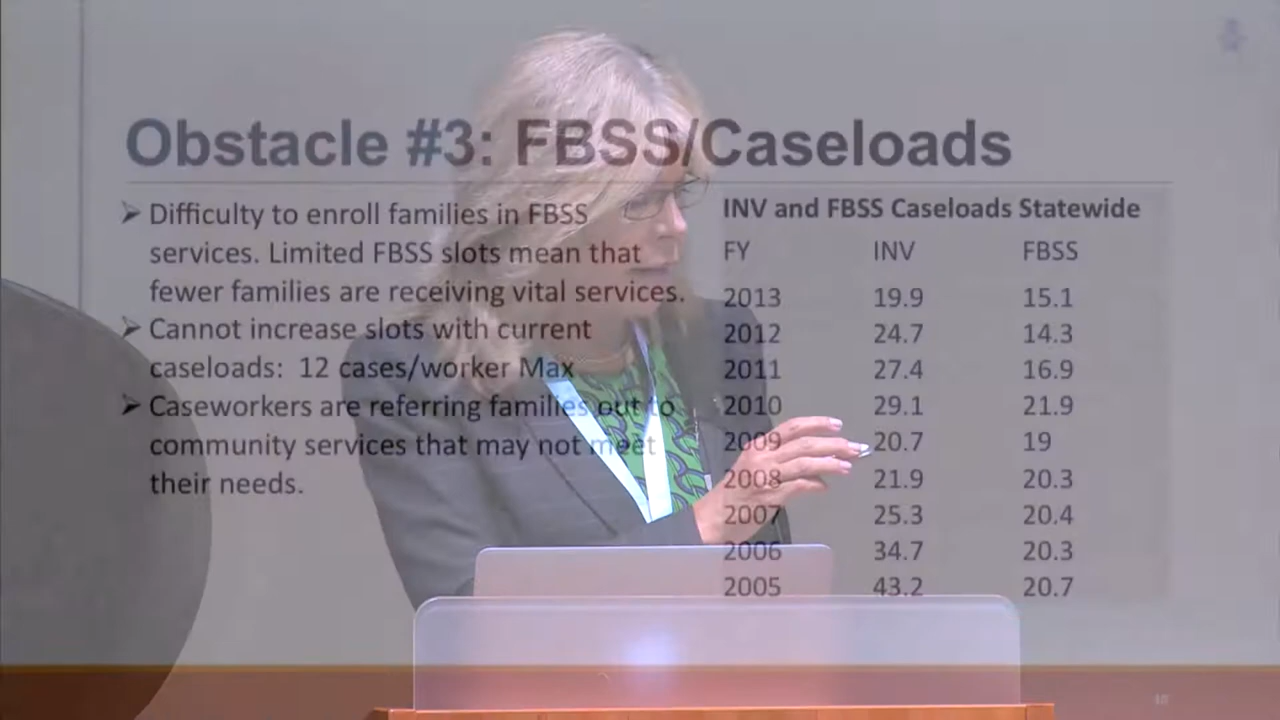 Obstacle #3: FBSS/Caseloads
➢ Difficulty to enroll families in FBSS
services. Limited FBSS slots mean that
fewer families are receiving vital services.
➢ Cannot increase slots with current
caseloads: 12 cases/worker Max
➢ Caseworkers are referring families out to
community services that may not meet
their needs.
INV and FBSS Caseloads Statewide
FY INV FBSS
2013 19.9 15.1
2012 24.7 14.3
2011 27.4 16.9
2010 29.1 21.9
2009 20.7 19
2008 21.9 20.3
2007 25.3 20.4
2006 34.7 20.3
2005 43.2 20.7